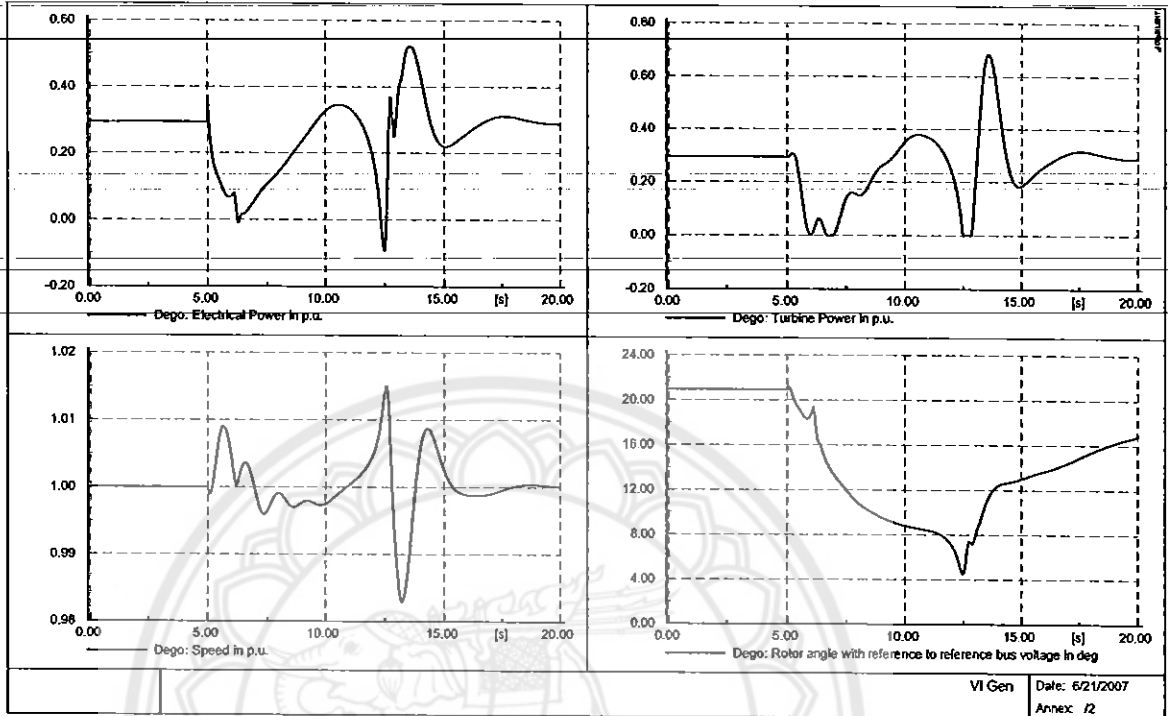 0.60
0.40
0.20
0.00
-0.20
0.00 5.00 10.00 15.00 [s] 20.00
Dego: Electrical Power in p.u.
0.80
0.60
0.40
0.20
0.00
-0.20
0.00 5.00 10.00 15.00 [s] 20.00
Dego: Turbine Power in p.u.
1.02
1.01
1.00
0.99
0.98
0.00 5.00 10.00 15.00 [s] 20.00
Dego: Speed in p.u.
24.00
20.00
16.00
12.00
8.00
4.00
0.00
0.00 5.00 10.00 15.00 [s] 20.00
Dego: Rotor angle with reference to reference bus voltage in deg
VI Gen
Date: 6/21/2007
Annex: /2